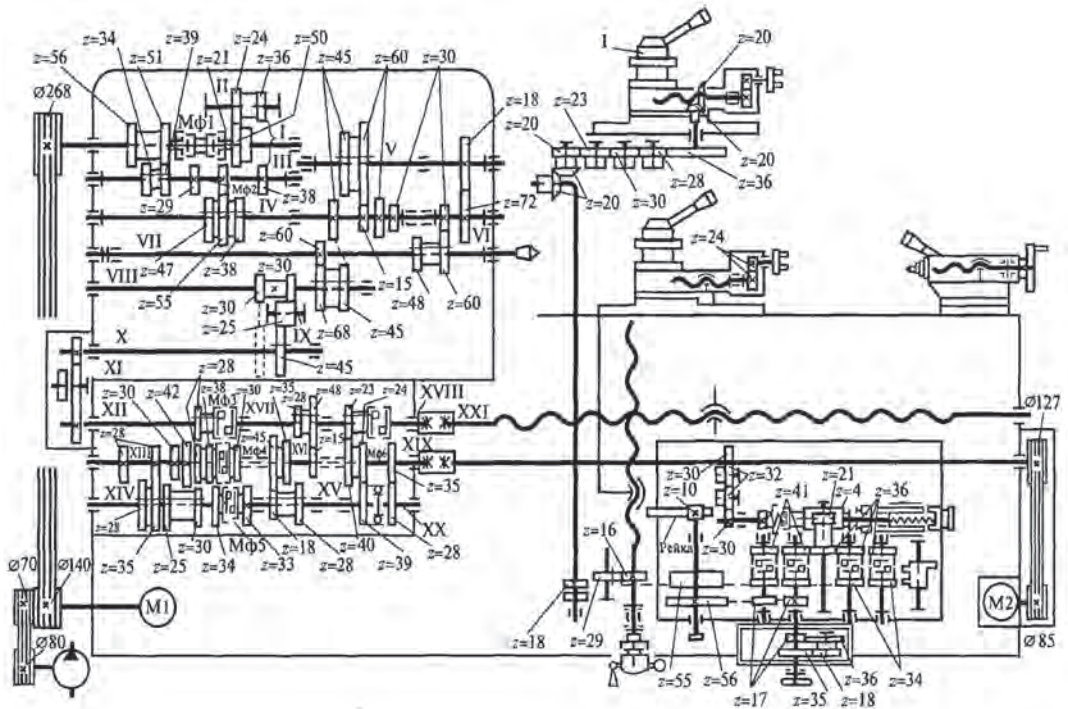 z=34 z=39 z=24 z=50
z=56 z=51 z=21 z=36 z=45 z=60 z=30
Ø268
II
Мф1
I
z=18
V
III
Мф2
z=38
z=29
IV
z=72
VI
VII
z=60
z=15
z=47 z=38
z=30
VIII
z=55
z=30
z=48
z=60
z=25
IX
z=68 z=45
X
z=45
XI
z=28
z=30 z=42
z=38
Мф3
z=30
z=35
z=28
z=48
z=23 z=24
XVIII
XII
XVII
XXI
z=28
XIII
z=45
Мф4
XVI
z=15
Мф6
XIX
z=35
XIV
XV
XX
z=28
z=30
Мф5
z=18
z=40
z=28
z=35 z=25 z=34 z=33 z=28 z=39
Ø70 Ø140
M1
Ø80
I
z=20
z=23
z=20
z=20
z=28
z=36
z=30
z=20
z=24
Ø127
z=30 z=32
z=21
z=10
z=41 z=4 z=36
z=16
Рейка
z=30
M2
z=18 z=29
z=55 z=56
z=17 z=35 z=18
z=36 z=34
Ø85